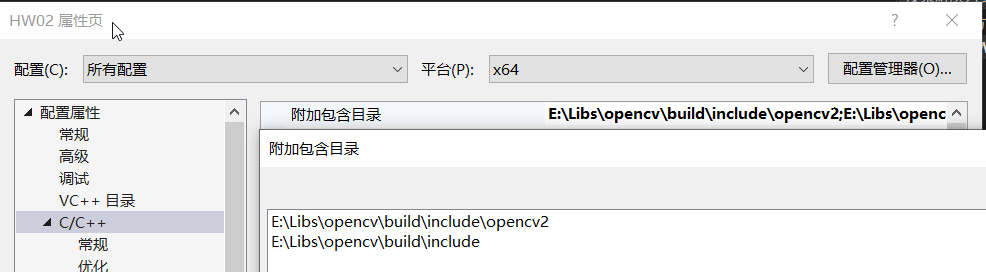 HW02 属性页
配置(C): 所有配置 平台(P): x64 配置管理器(O)...
配置属性
常规
高级
调试
VC++ 目录
C/C++
常规
优化
附加包含目录 E:\Libs\opencv\build\include\opencv2;E:\Libs\openc
附加包含目录
E:\Libs\opencv\build\include\opencv2
E:\Libs\opencv\build\include